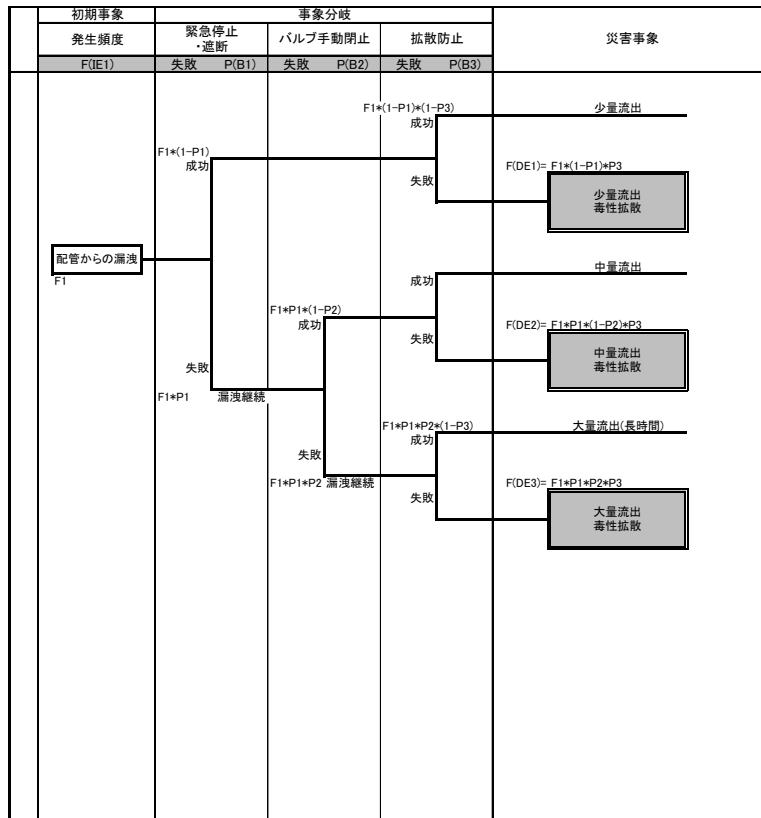 初期事象
事象分岐
発生頻度
緊急停止
・遮断
バルブ手動閉止
拡散防止
災害事象
F(IE1)
失敗 P(B1)
失敗 P(B2)
失敗 P(B3)
F1*(1-P1)*(1-P3)
成功
少量流出
F1*(1-P1)
成功
失敗
F(DE1)= F1*(1-P1)*P3
少量流出
毒性拡散
配管からの漏洩
F1
成功
中量流出
F1*P1*(1-P2)
成功
失敗
F(DE2)= F1*P1*(1-P2)*P3
中量流出
毒性拡散
失敗
F1*P1 漏洩継続
F1*P1*P2*(1-P3)
成功
大量流出(長時間)
失敗
F1*P1*P2 漏洩継続
失敗
F(DE3)= F1*P1*P2*P3
大量流出
毒性拡散